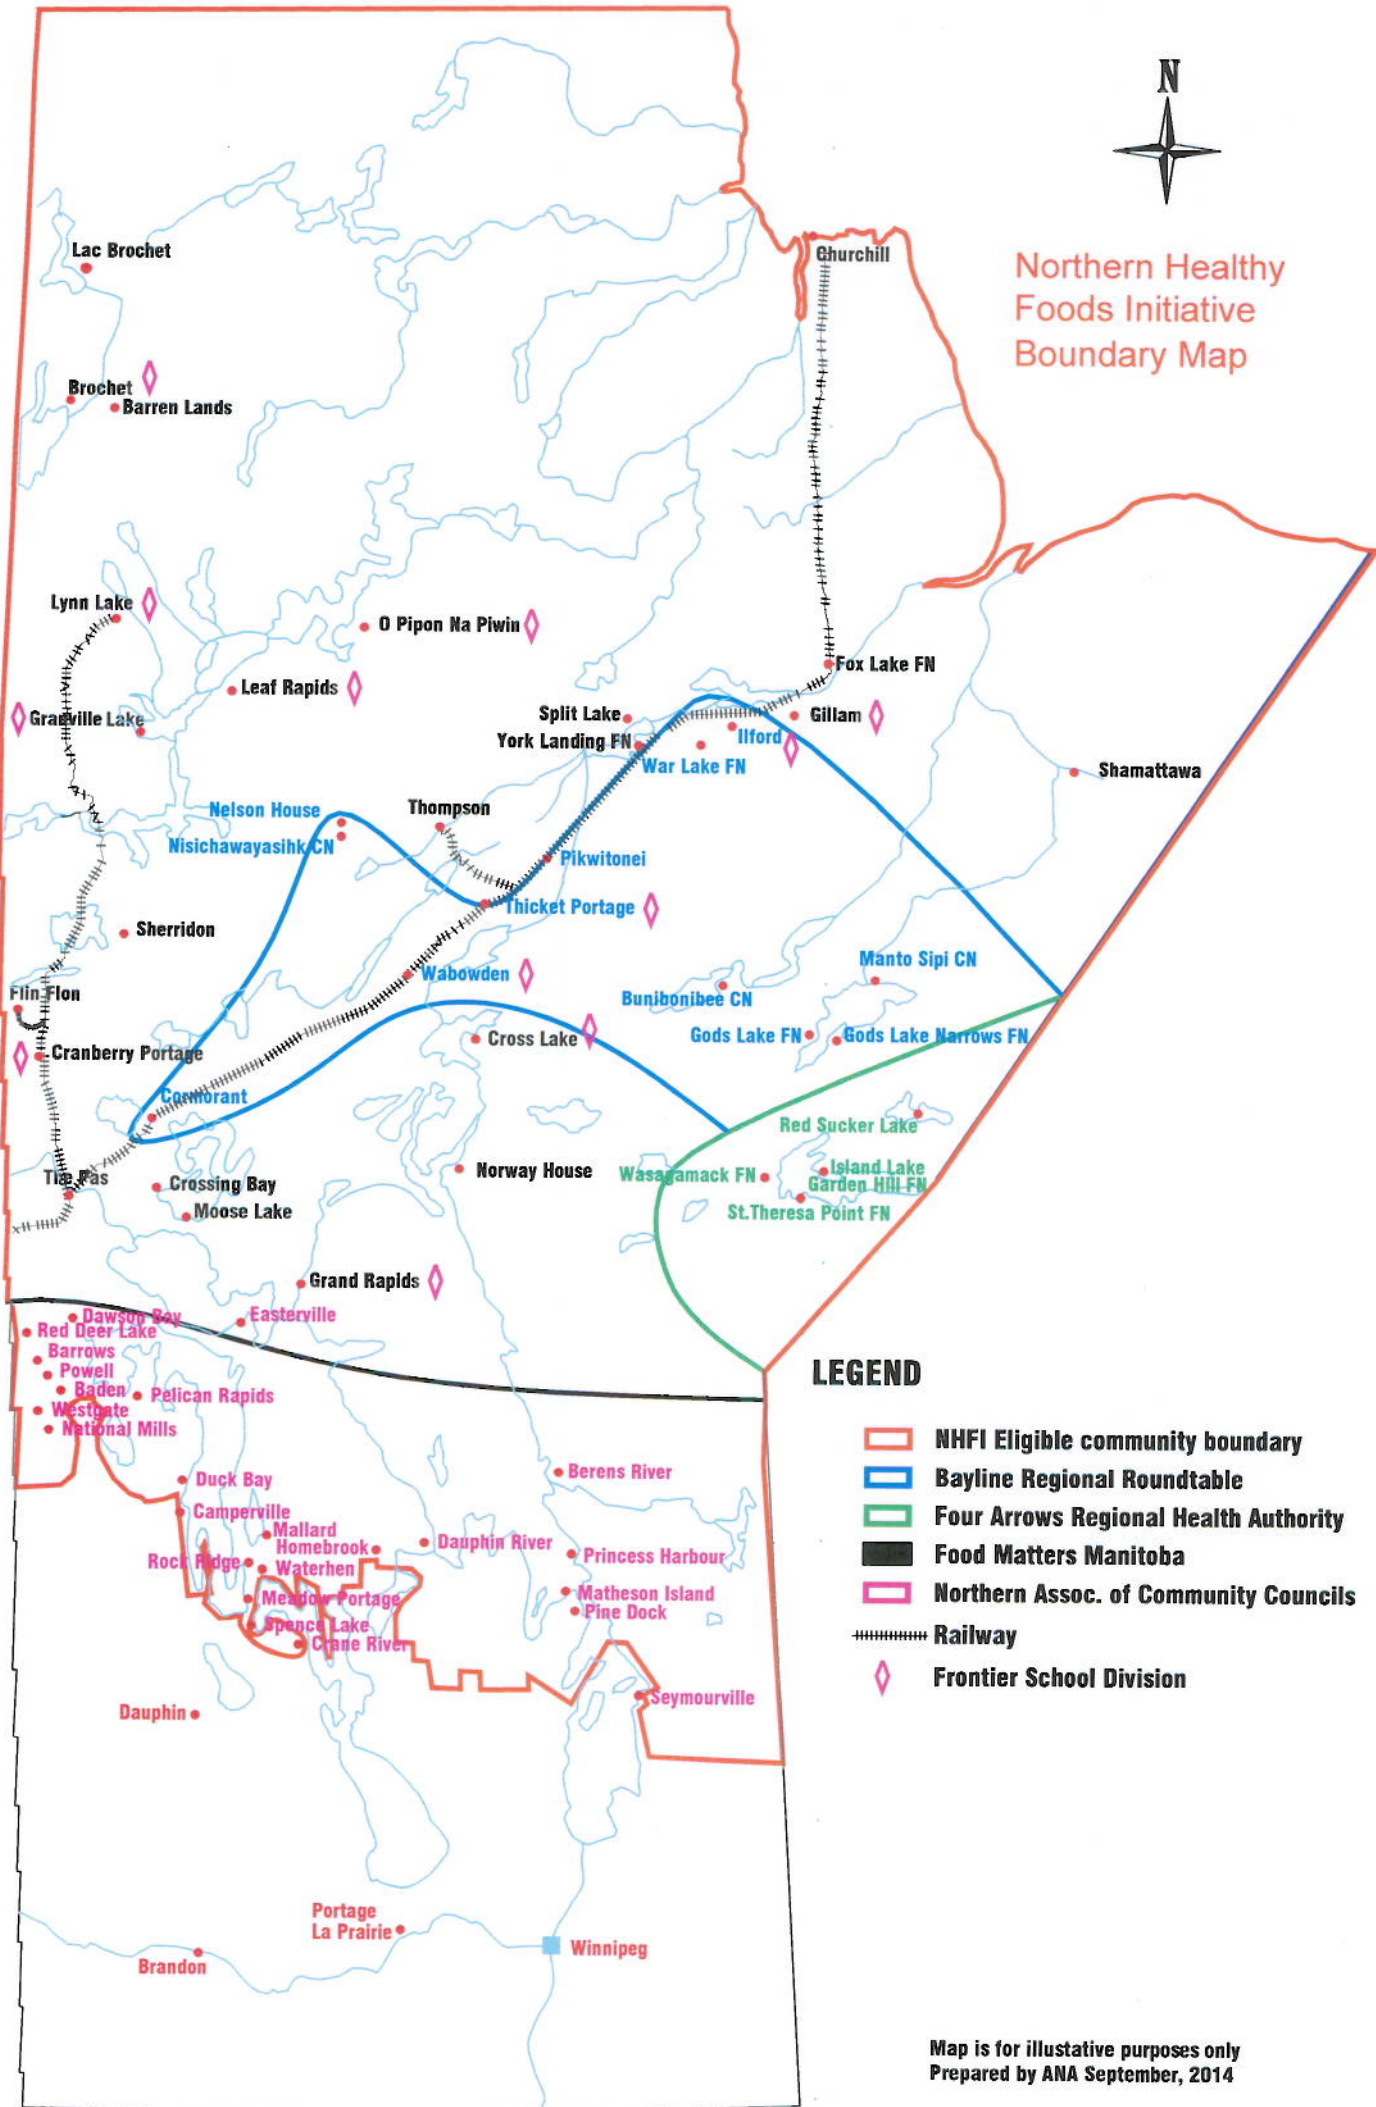 N
Northern Healthy
Foods Initiative
Boundary Map
Lac Brochet
Churchill
Brochet
Barren Lands
Lynn Lake
O Pipon Na Piwin
Leaf Rapids
Fox Lake FN
Granville Lake
Split Lake
Gillam
York Landing FN
Ilford
War Lake FN
Shamattawa
Nelson House
Thompson
Nisichawayasihk CN
Pikwitonei
Thicket Portage
Sherridon
Manto Sipi CN
Wabowden
Flin Flon
Bunibonibee CN
Gods Lake FN
Gods Lake Narrows FN
Cross Lake
Cranberry Portage
Cormorant
Red Sucker Lake
Norway House
Wasagamack FN
Island Lake
Garden Hill FN
The Pas
Crossing Bay
Moose Lake
St.Theresa Point FN
Grand Rapids
Dawson Bay
Easterville
Red Deer Lake
Barrows
Powell
Baden
Pelican Rapids
Westgate
National Mills
Duck Bay
Berens River
Camperville
Mallard
Homebrook
Dauphin River
Princess Harbour
Rock Ridge
Waterhen
Meadow Portage
Matheson Island
Pine Dock
Spence Lake
Crane River
Seymourville
Dauphin
Portage
La Prairie
Winnipeg
Brandon
LEGEND
NHFI Eligible community boundary
Bayline Regional Roundtable
Four Arrows Regional Health Authority
Food Matters Manitoba
Northern Assoc. of Community Councils
Railway
Frontier School Division
Map is for illustative purposes only
Prepared by ANA September, 2014